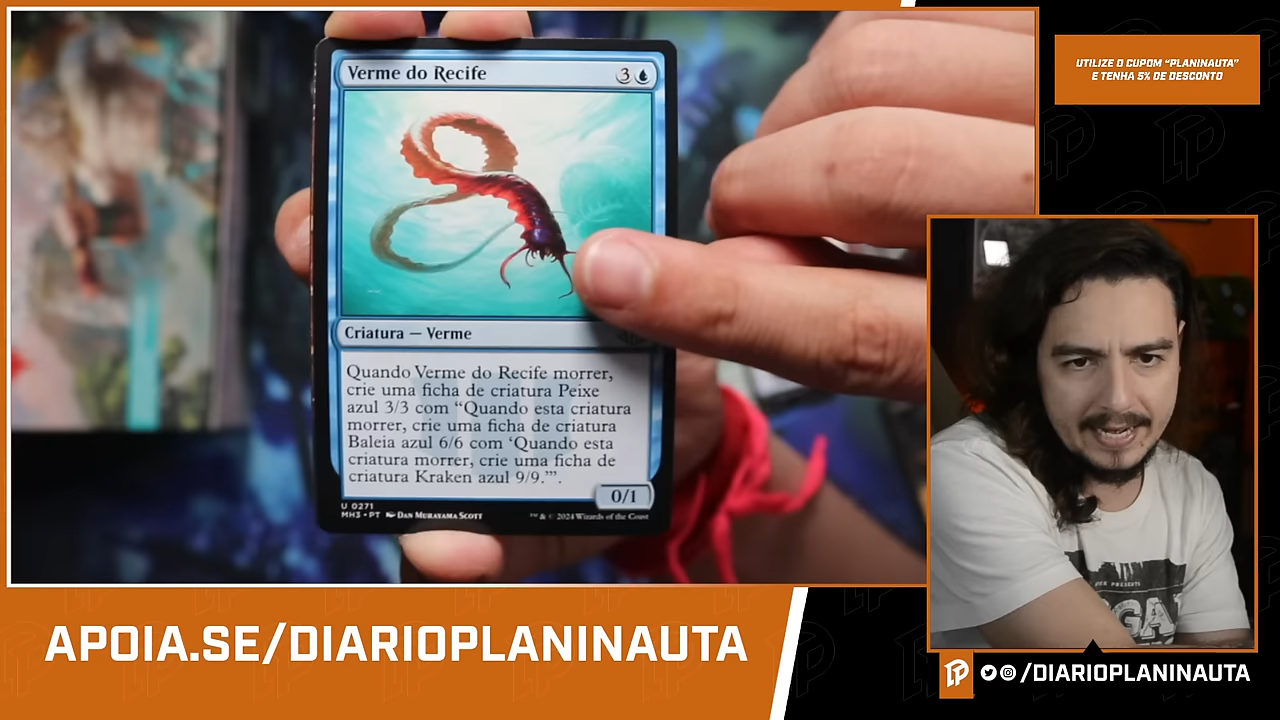 Verme do Recife 3
Criatura — Verme
Quando Verme do Recife morrer,
crie uma ficha de criatura Peixe
azul 3/3 com “Quando esta criatura
morrer, crie uma ficha de criatura
Baleia azul 6/6 com ‘Quando esta
criatura morrer, crie uma ficha de
criatura Kraken azul 9/9.’”.
0/1
U 0271
MH3 • PT DAN MURAYAMA SCOTT
™ & © 2024 Wizards of the Coast
UTILIZE O CUPOM “PLANINAUTA”
E TENHA 5% DE DESCONTO
APOIA.SE/DIARIOPLANINAUTA
/DIARIOPLANINAUTA